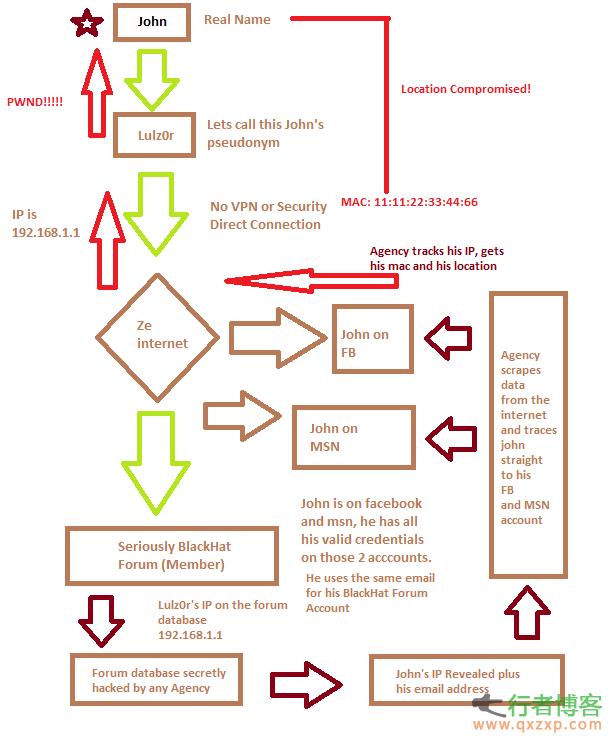 John
Real Name
PWND!!!!!
Location Compromised!
Lulz0r
Lets call this John's
pseudonym
MAC: 11:11:22:33:44:66
IP is
192.168.1.1
No VPN or Security
Direct Connection
Agency tracks his IP, gets
his mac and his location
Ze
internet
John on
FB
Agency
scrapes
data
from the
internet
and traces
john
straight
to his
FB
and MSN
account
John on
MSN
John is on facebook
and msn, he has all
his valid credentials
on those 2 acccounts.
He uses the same email
for his BlackHat Forum
Account
Seriously BlackHat
Forum (Member)
Lulz0r's IP on the forum
database
192.168.1.1
Forum database secretly
hacked by any Agency
John's IP Revealed plus
his email address
行者博客
www.qxzxp.com